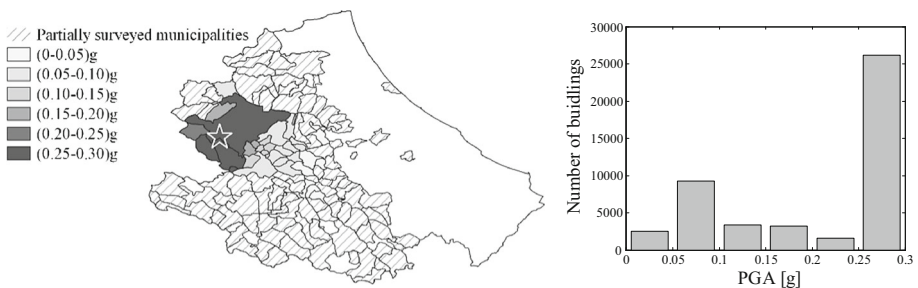 Partially surveyed municipalities
(0-0.05)g
(0.05-0.10)g
(0.10-0.15)g
(0.15-0.20)g
(0.20-0.25)g
(0.25-0.30)g
30000
25000
20000
15000
10000
5000
0
Number of buidlings
0 0.05 0.1 0.15 0.2 0.25 0.3
PGA [g]